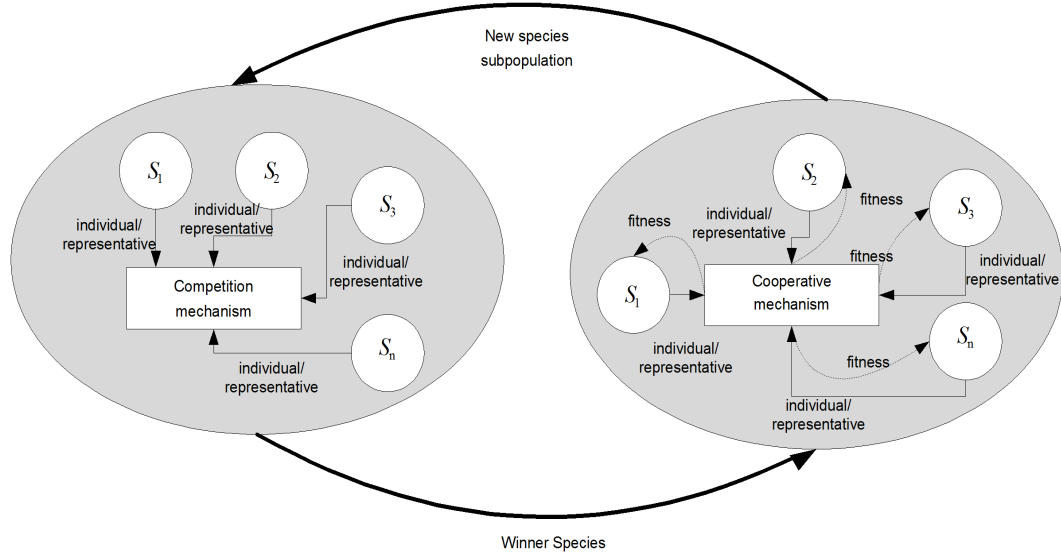 New species
subpopulation
S1
S2
S3
individual/
representative
individual/
representative
individual/
representative
Competition
mechanism
Sn
individual/
representative
S2
S3
fitness
fitness
individual/
representative
fitness
individual/
representative
S1
Cooperative
mechanism
Sn
individual/
representative
fitness
individual/
representative
Winner Species